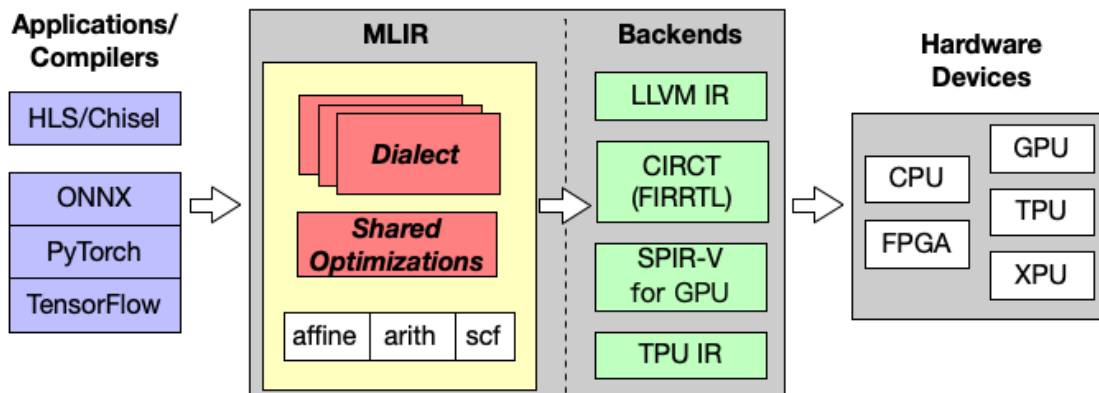 Applications/
Compilers
HLS/Chisel
ONNX
PyTorch
TensorFlow
MLIR
Dialect
Shared
Optimizations
affine
arith
scf
Backends
LLVM IR
CIRCT
(FIRRTL)
SPIR-V
for GPU
TPU IR
Hardware
Devices
CPU
FPGA
GPU
TPU
XPU